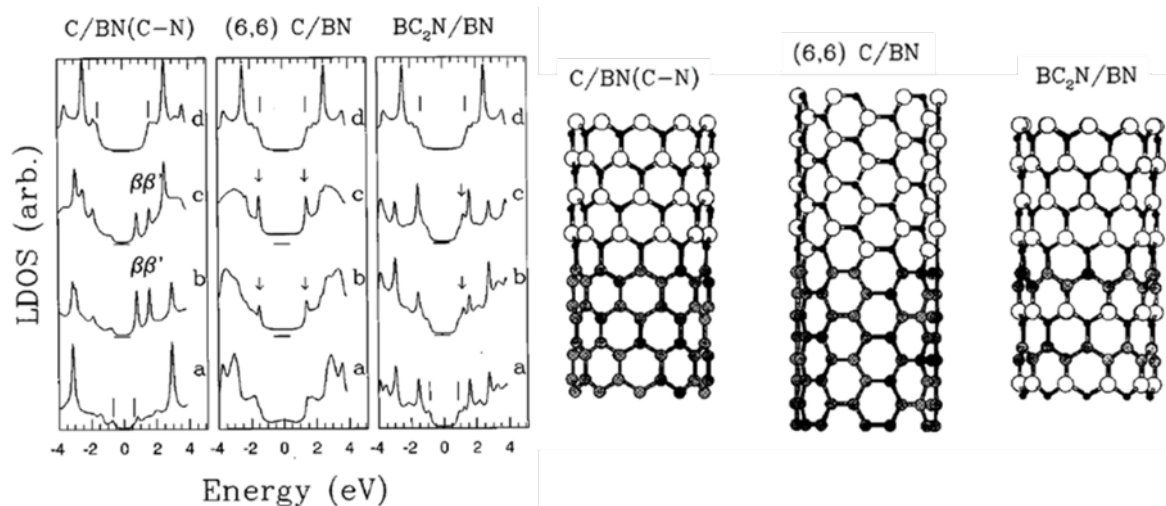 C/BN(C−N)
(6,6) C/BN
BC₂N/BN
LDOS (arb.)
d
c
b
a
ββ'
ββ'
d
c
b
a
d
c
b
a
-4 -2 0 2 4
-4 -2 0 2 4
-4 -2 0 2 4
Energy (eV)
C/BN(C−N)
(6,6) C/BN
BC₂N/BN